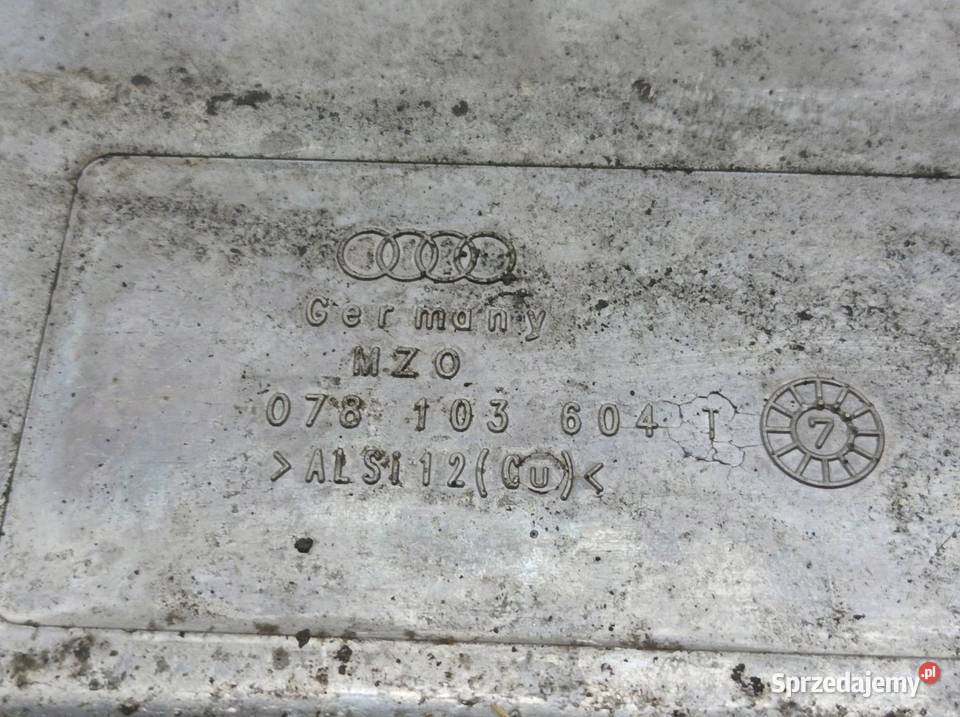 Germany
MZO
078 103 604 T
>ALSi12(Cu)<
7
Sprzedajemy.pl